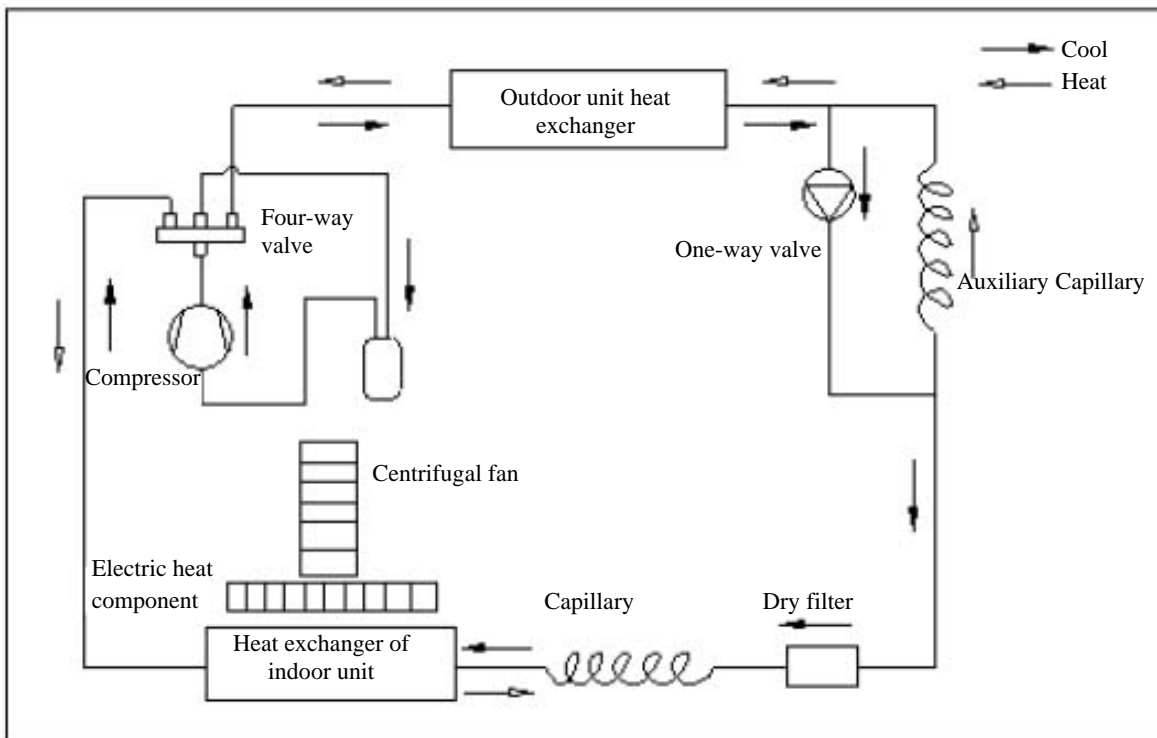 Cool
Heat
Outdoor unit heat
exchanger
Four-way
valve
One-way valve
Auxiliary Capillary
Compressor
Centrifugal fan
Electric heat
component
Capillary
Dry filter
Heat exchanger of
indoor unit